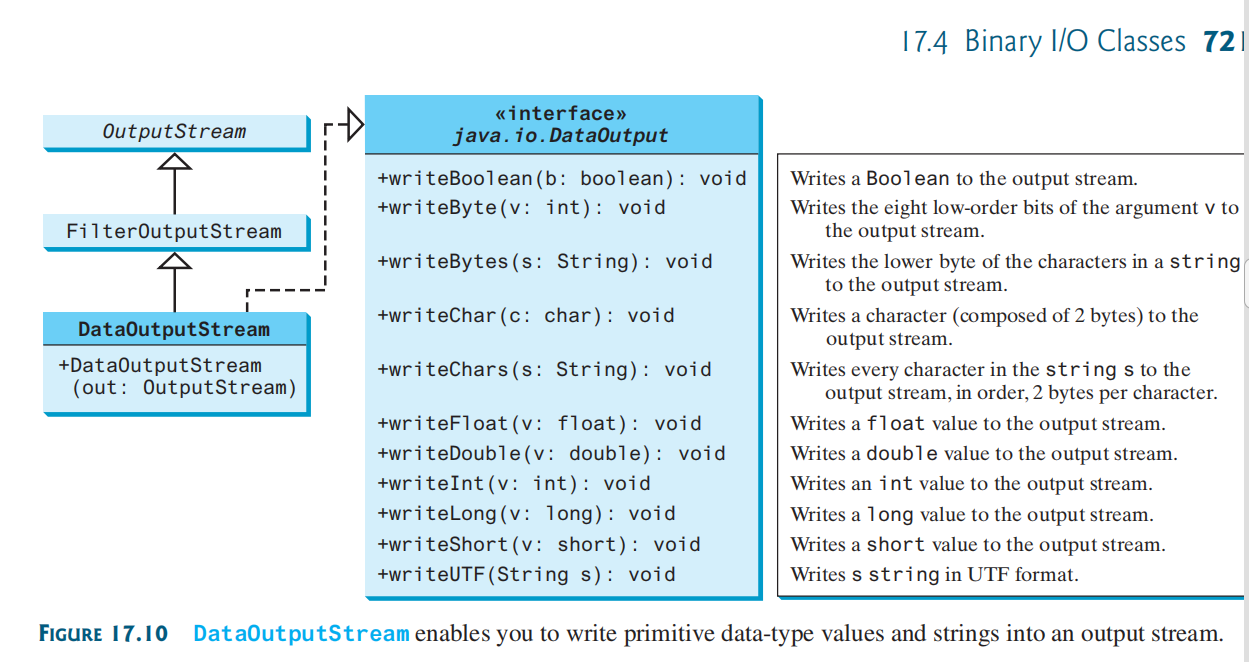 17.4 Binary I/O Classes 72
OutputStream
FilterOutputStream
DataOutputStream
+DataOutputStream
(out: OutputStream)
«interface»
java.io.DataOutput
+writeBoolean(b: boolean): void
+writeByte(v: int): void
+writeBytes(s: String): void
+writeChar(c: char): void
+writeChars(s: String): void
+writeFloat(v: float): void
+writeDouble(v: double): void
+writeInt(v: int): void
+writeLong(v: long): void
+writeShort(v: short): void
+writeUTF(String s): void
Writes a Boolean to the output stream.
Writes the eight low-order bits of the argument v to
the output stream.
Writes the lower byte of the characters in a string
to the output stream.
Writes a character (composed of 2 bytes) to the
output stream.
Writes every character in the string s to the
output stream, in order, 2 bytes per character.
Writes a float value to the output stream.
Writes a double value to the output stream.
Writes an int value to the output stream.
Writes a long value to the output stream.
Writes a short value to the output stream.
Writes s string in UTF format.
FIGURE 17.10 DataOutputStream enables you to write primitive data-type values and strings into an output stream.